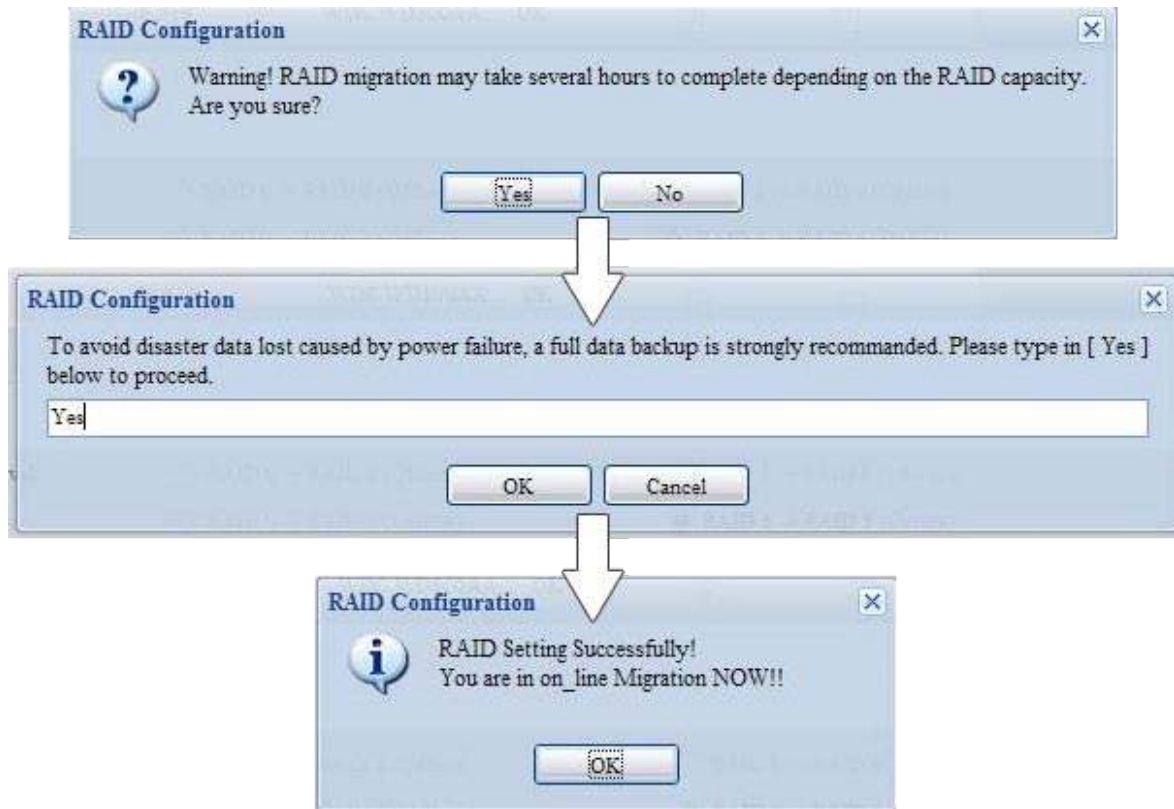 RAID Configuration
Warning! RAID migration may take several hours to complete depending on the RAID capacity.
Are you sure?
Yes
No
RAID Configuration
To avoid disaster data lost caused by power failure, a full data backup is strongly recommanded. Please type in [ Yes ]
below to proceed.
Yes
OK
Cancel
RAID Configuration
RAID Setting Successfully!
You are in on_line Migration NOW!!
OK